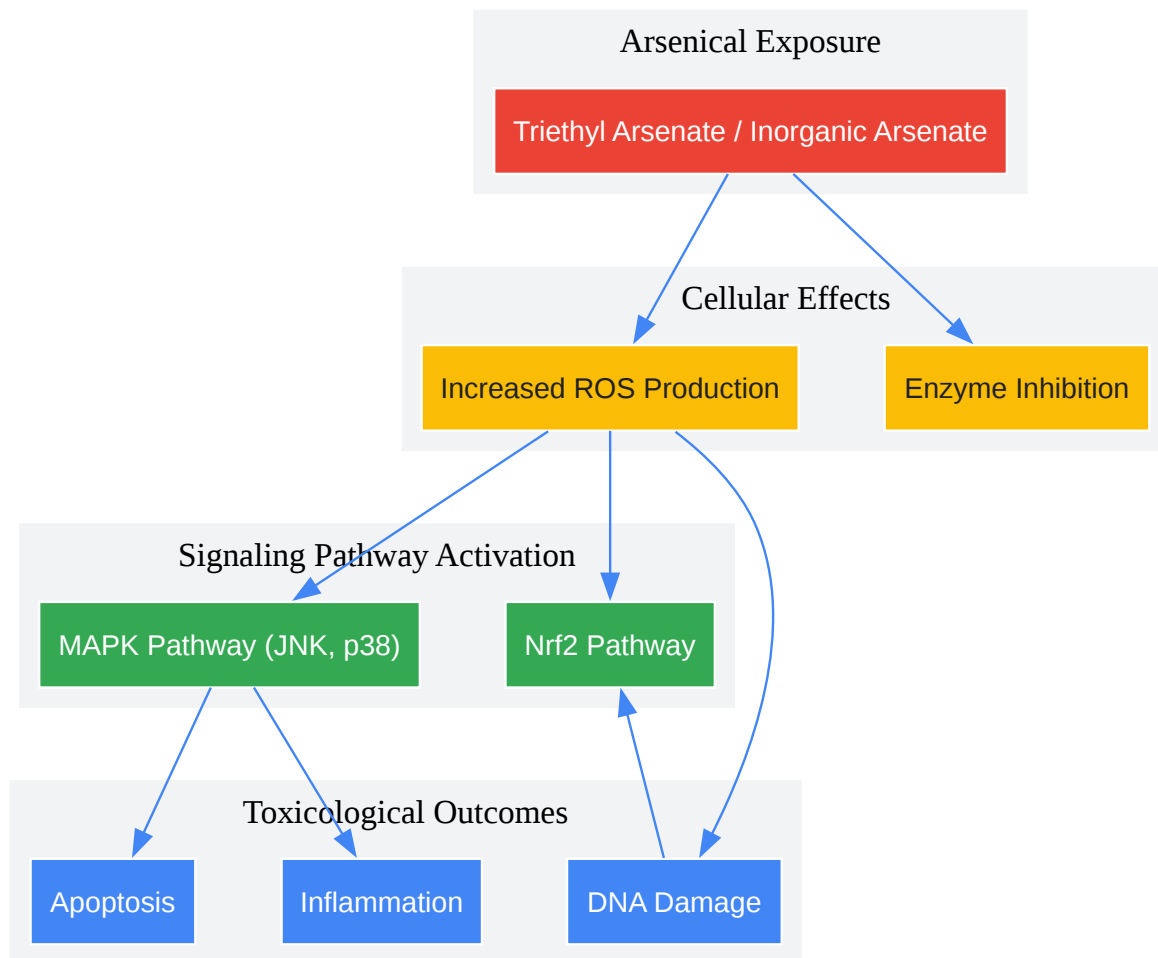 Arsenical Exposure
Triethyl Arsenate / Inorganic Arsenate
Cellular Effects
Increased ROS Production
Enzyme Inhibition
Signaling Pathway Activation
MAPK Pathway (JNK, p38)
Nrf2 Pathway
Toxicological Outcomes
Apoptosis
Inflammation
DNA Damage